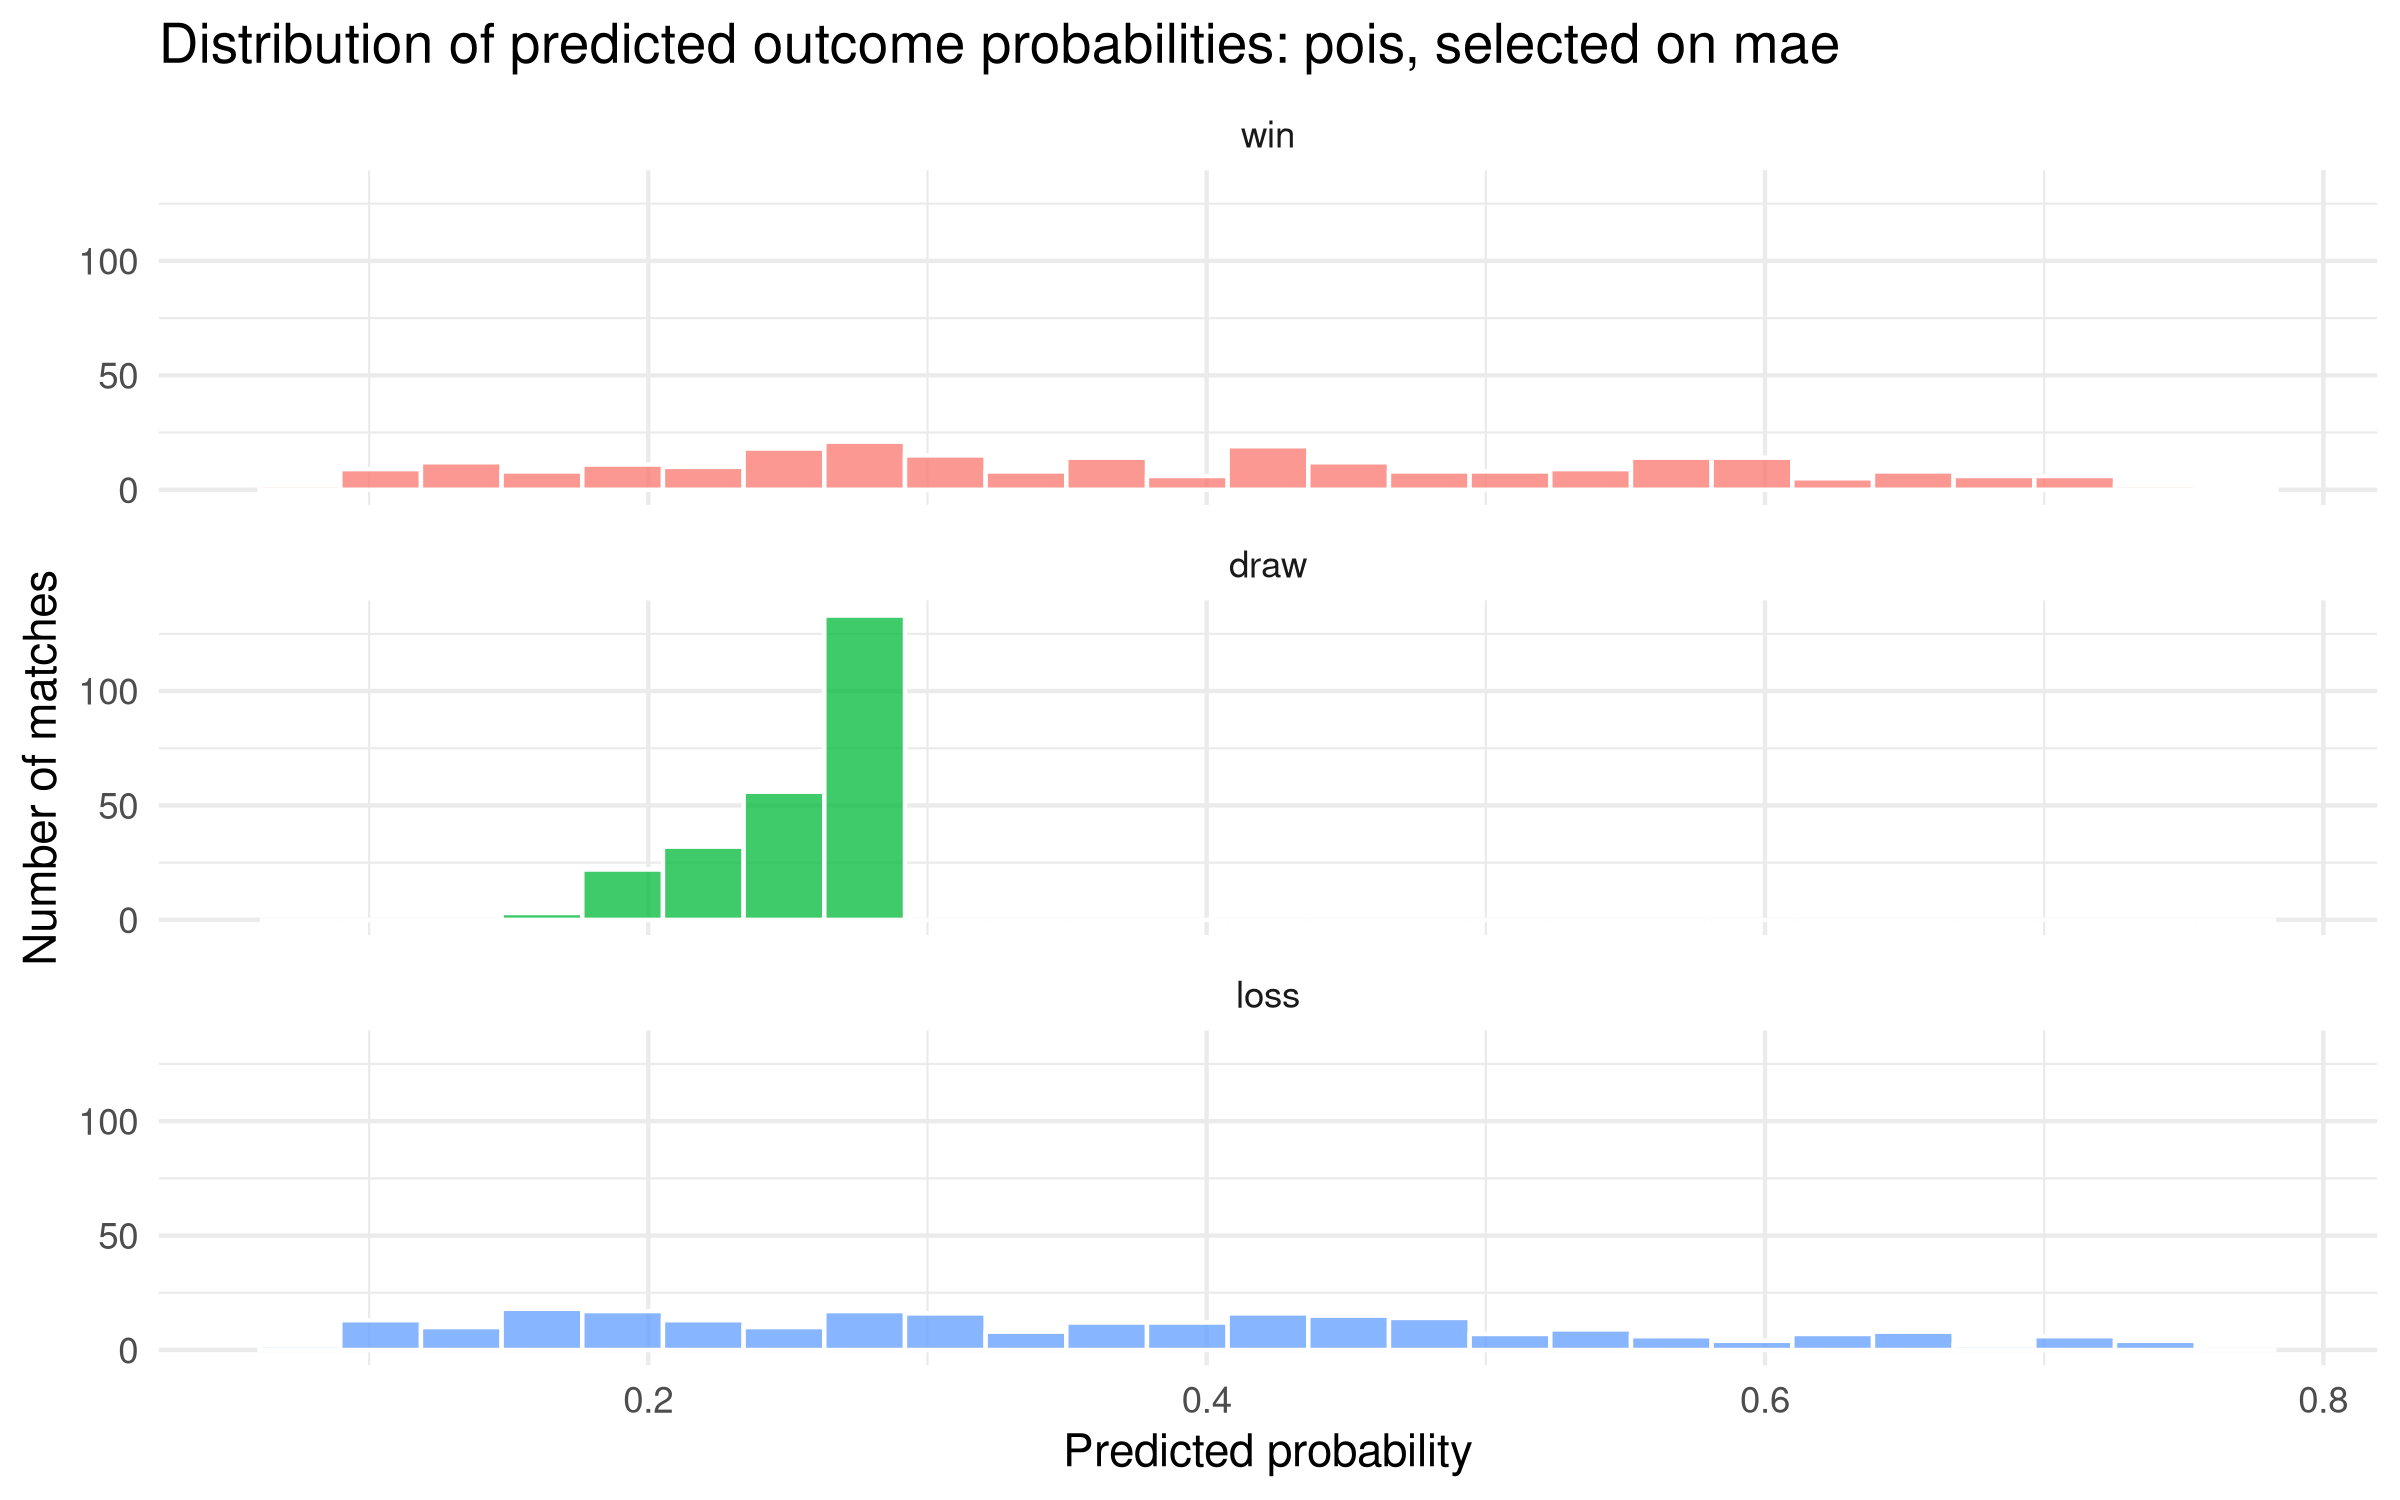 Distribution of predicted outcome probabilities: pois, selected on mae
win
100
50
0
draw
100
50
0
loss
100
50
0
0.2 0.4 0.6 0.8
Predicted probability
Number of matches